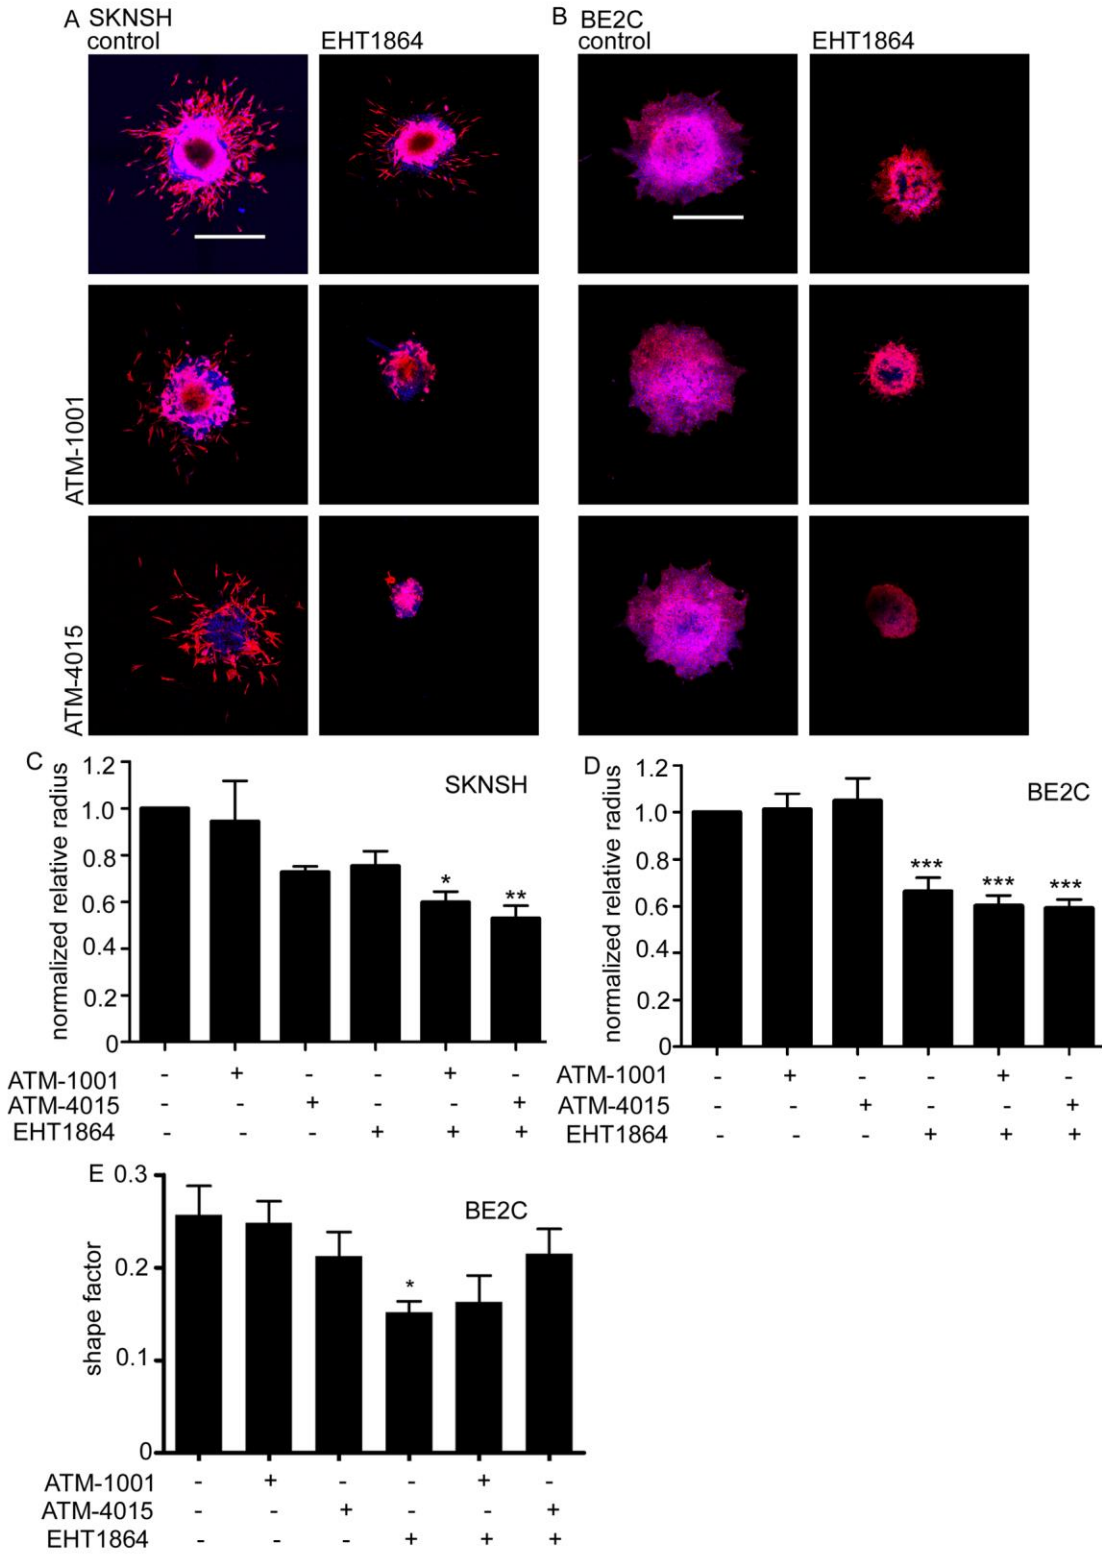 A SKNSH
control EHT1864
B BE2C
control EHT1864
ATM-1001
ATM-4015
C
normalized relative radius
SKNSH
1.2
1.0
0.8
0.6
0.4
0.2
0
* **
ATM-1001 - + - - + -
ATM-4015 - - + - - +
EHT1864 - - - + + +
D
normalized relative radius
BE2C
1.2
1.0
0.8
0.6
0.4
0.2
0
*** *** ***
ATM-1001 - + - - + -
ATM-4015 - - + - - +
EHT1864 - - - + + +
E
shape factor
BE2C
0.3
0.2
0.1
0
*
ATM-1001 - + - - + -
ATM-4015 - - + - - +
EHT1864 - - - + + +